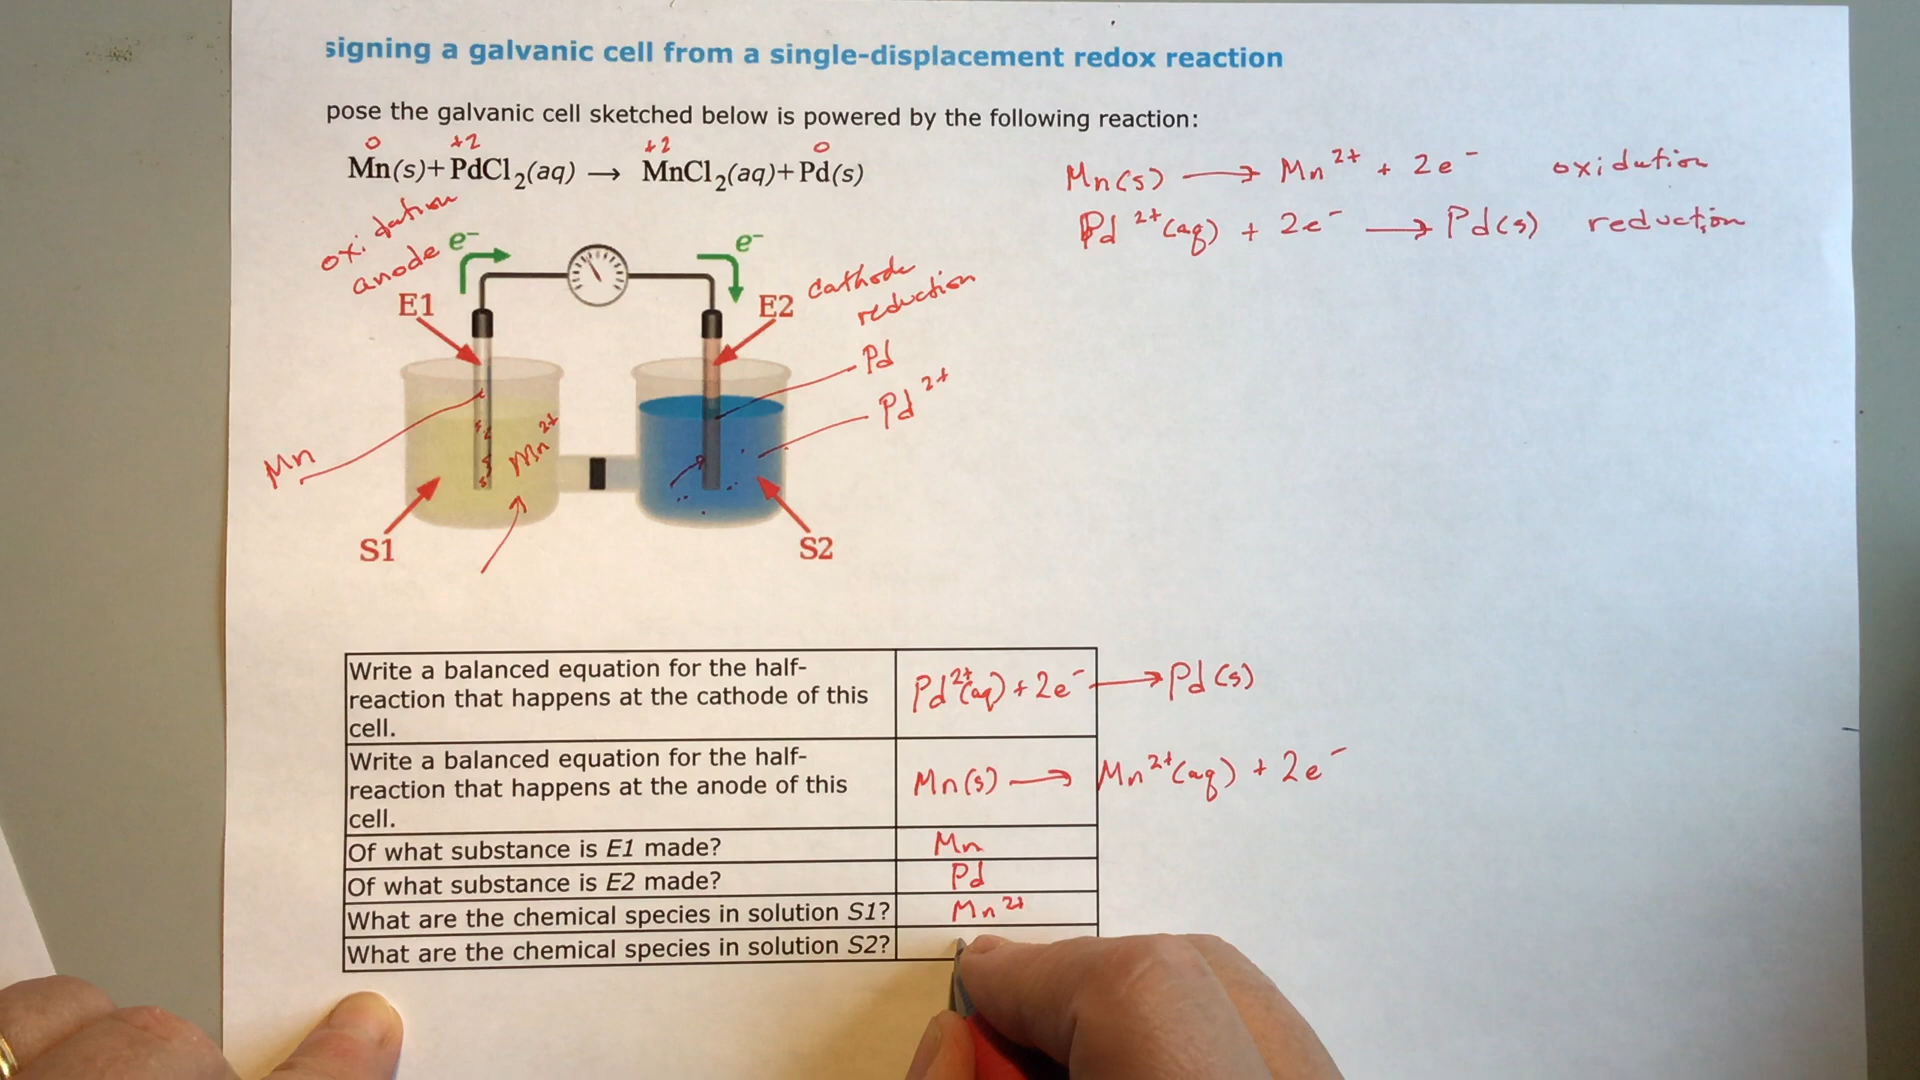 signing a galvanic cell from a single-displacement redox reaction
pose the galvanic cell sketched below is powered by the following reaction:
0 +2 +2 0
Mn(s)+PdCl2(aq) → MnCl2(aq)+Pd(s)
Mn(s) → Mn2+ + 2e- oxidation
Pd2+(aq) + 2e- → Pd(s) reduction
oxidation
anode
e-
e-
E1
E2
cathode
reduction
Pd
Pd2+
Mn
Mn2+
S1
S2
Write a balanced equation for the half-
reaction that happens at the cathode of this
cell.
Pd2+(aq) + 2e- → Pd(s)
Write a balanced equation for the half-
reaction that happens at the anode of this
cell.
Mn(s) → Mn2+(aq) + 2e-
Of what substance is E1 made? Mn
Of what substance is E2 made? Pd
What are the chemical species in solution S1? Mn2+
What are the chemical species in solution S2?